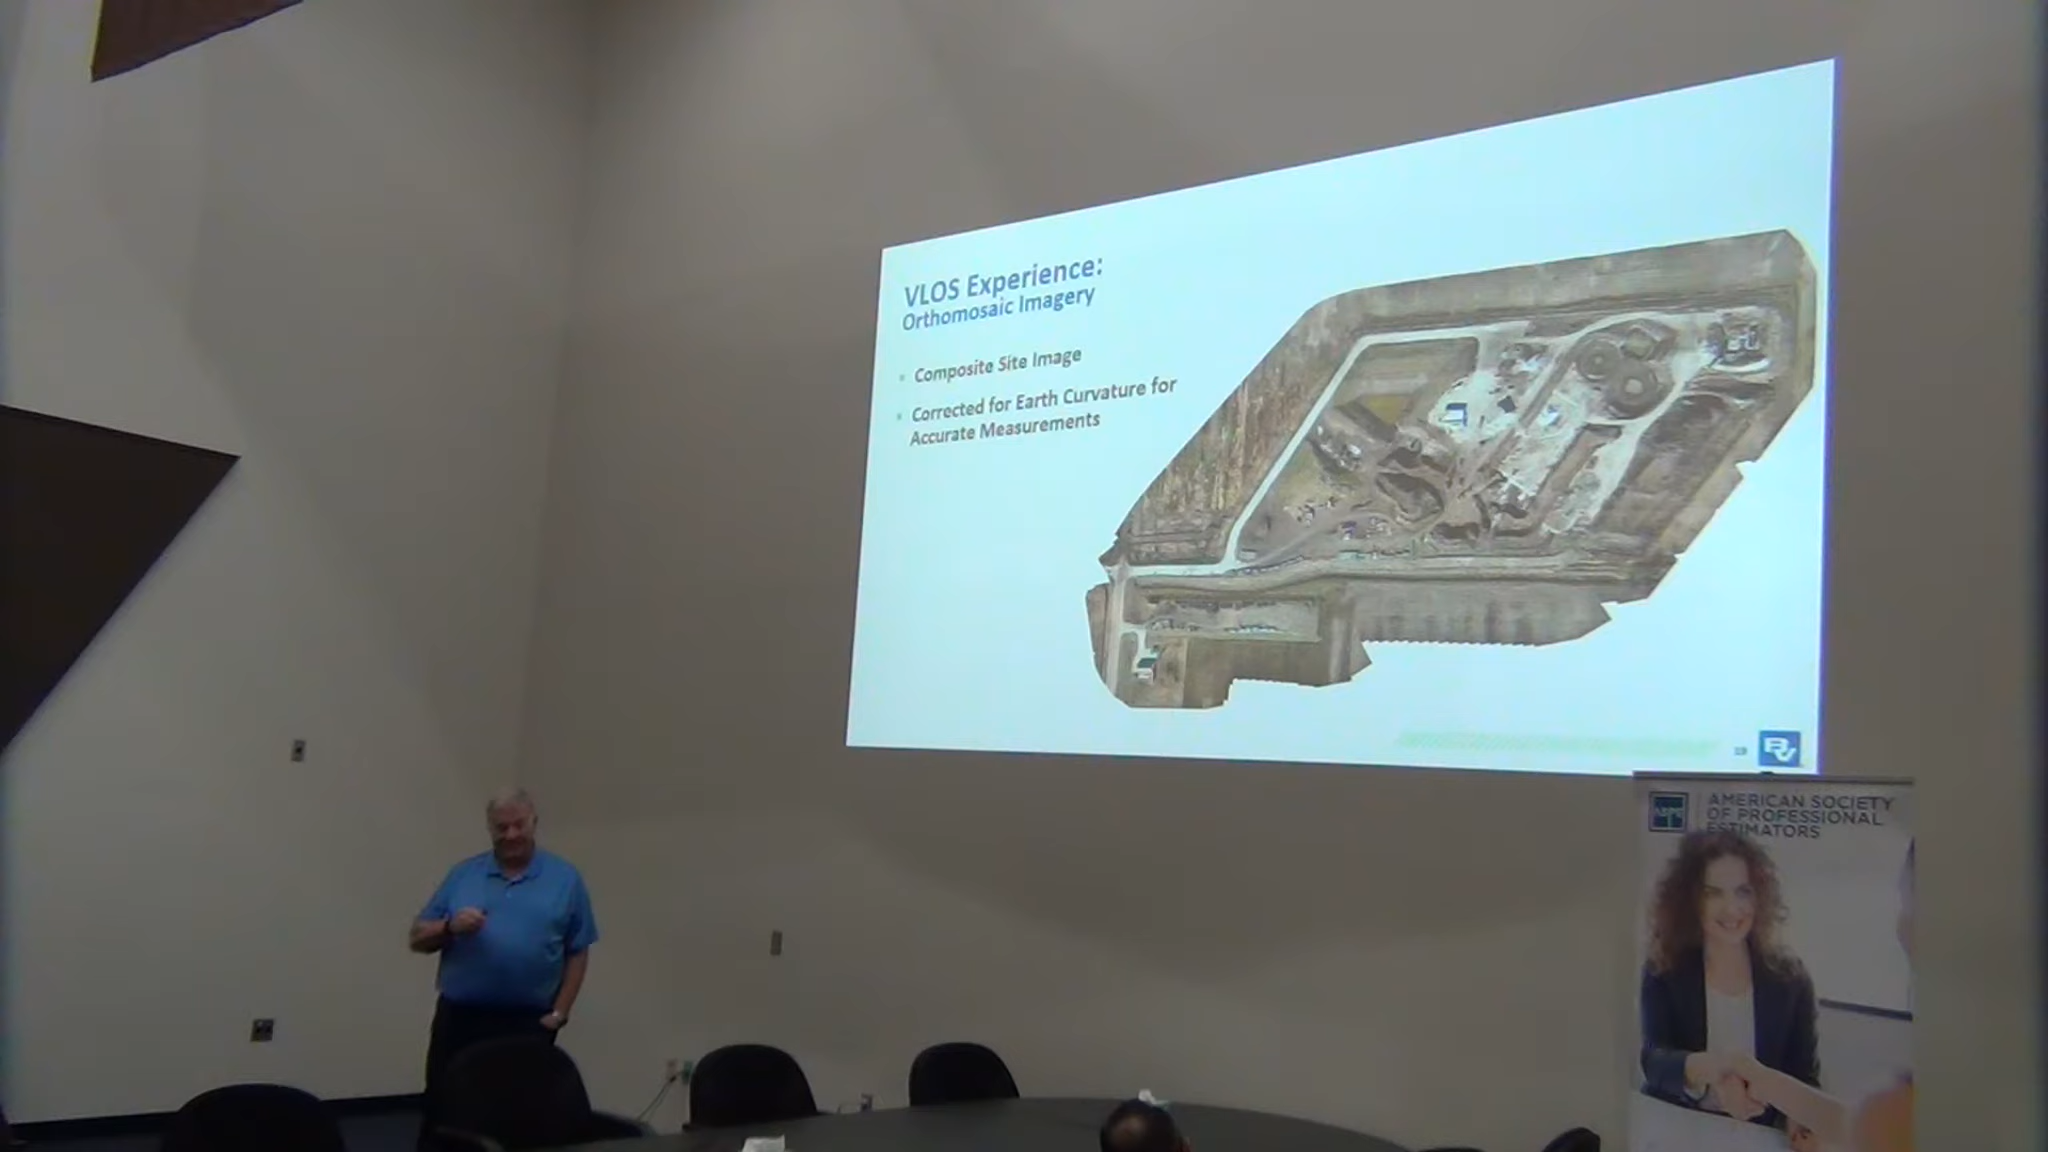 VLOS Experience:
Orthomosaic Imagery
Composite Site Image
Corrected for Earth Curvature for
Accurate Measurements
BV
AMERICAN SOCIETY
OF PROFESSIONAL
ESTIMATORS